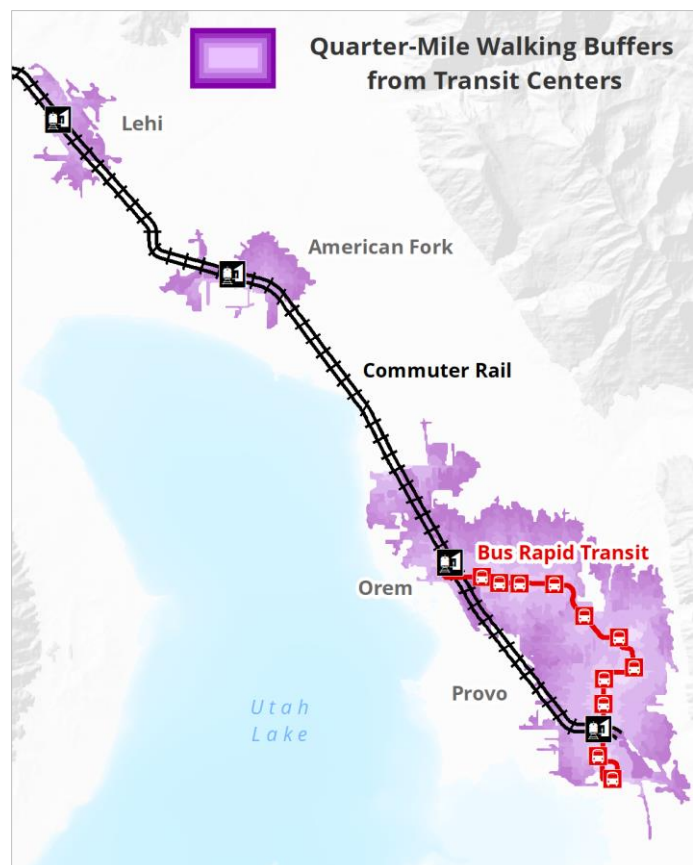 Quarter-Mile Walking Buffers
from Transit Centers
Lehi
American Fork
Commuter Rail
Bus Rapid Transit
Orem
Provo
Utah
Lake